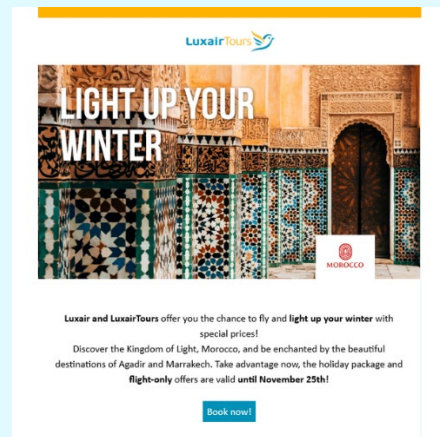 LuxairTours
LIGHT UP YOUR
WINTER
MOROCCO
Luxair and LuxairTours offer you the chance to fly and light up your winter with
special prices!
Discover the Kingdom of Light, Morocco, and be enchanted by the beautiful
destinations of Agadir and Marrakech. Take advantage now, the holiday package and
flight-only offers are valid until November 25th!
Book now!